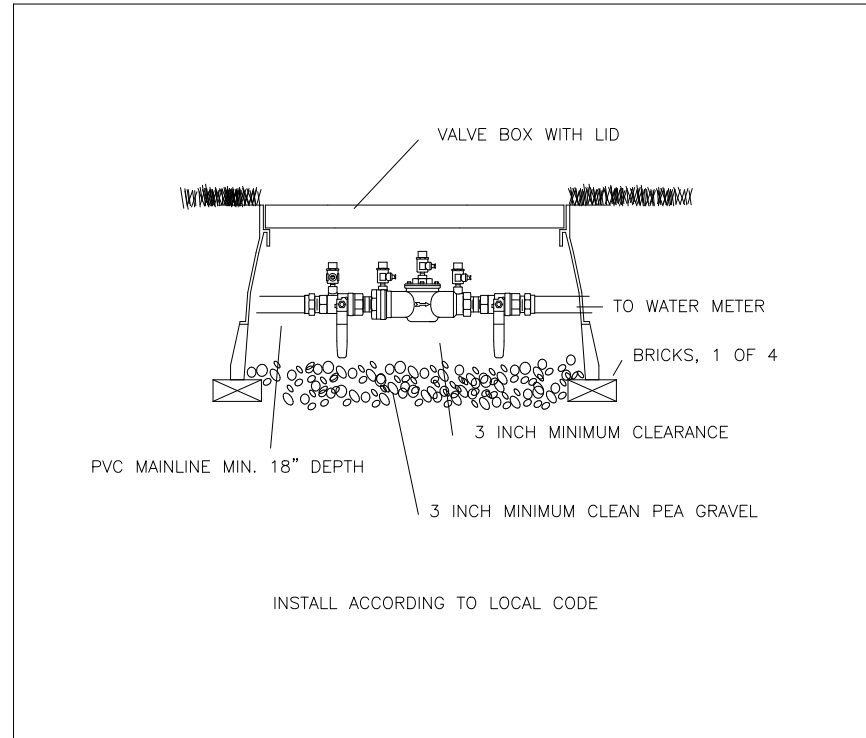 VALVE BOX WITH LID
TO WATER METER
BRICKS, 1 OF 4
3 INCH MINIMUM CLEARANCE
PVC MAINLINE MIN. 18" DEPTH
3 INCH MINIMUM CLEAN PEA GRAVEL
INSTALL ACCORDING TO LOCAL CODE